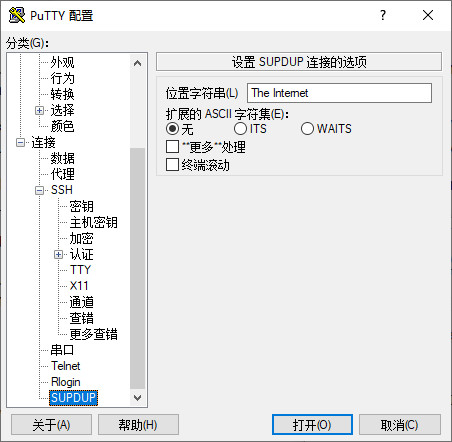 PuTTY 配置
分类(G):
外观
行为
转换
选择
颜色
连接
数据
代理
SSH
密钥
主机密钥
加密
认证
TTY
X11
通道
查错
更多查错
串口
Telnet
Rlogin
SUPDUP
设置 SUPDUP 连接的选项
位置字符串(L) The Internet
扩展的 ASCII 字符集(E):
无 ITS WAITS
**更多**处理
终端滚动
关于(A) 帮助(H) 打开(O) 取消(C)